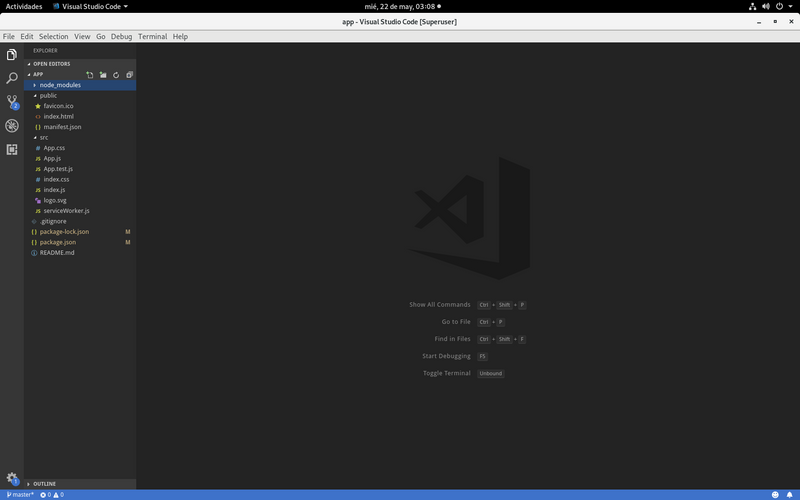 Actividades Visual Studio Code ▾ mié, 22 de may, 03:08
app - Visual Studio Code [Superuser]
File Edit Selection View Go Debug Terminal Help
EXPLORER
OPEN EDITORS
APP
node_modules
public
favicon.ico
index.html
manifest.json
src
App.css
App.js
App.test.js
index.css
index.js
logo.svg
serviceWorker.js
.gitignore
package-lock.json M
package.json M
README.md
Show All Commands Ctrl + Shift + P
Go to File Ctrl + P
Find in Files Ctrl + Shift + F
Start Debugging F5
Toggle Terminal Unbound
OUTLINE
master* 0 0